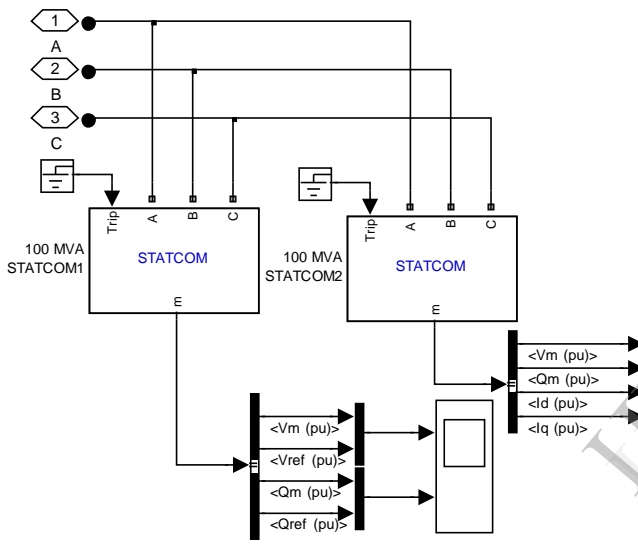 1
A
2
B
3
C
Trip
A
B
C
100 MVA
STATCOM1
STATCOM
m
Trip
A
B
C
100 MVA
STATCOM2
STATCOM
m
m
<Vm (pu)>
<Qm (pu)>
<Id (pu)>
<Iq (pu)>
m
<Vm (pu)>
<Vref (pu)>
<Qm (pu)>
<Qref (pu)>